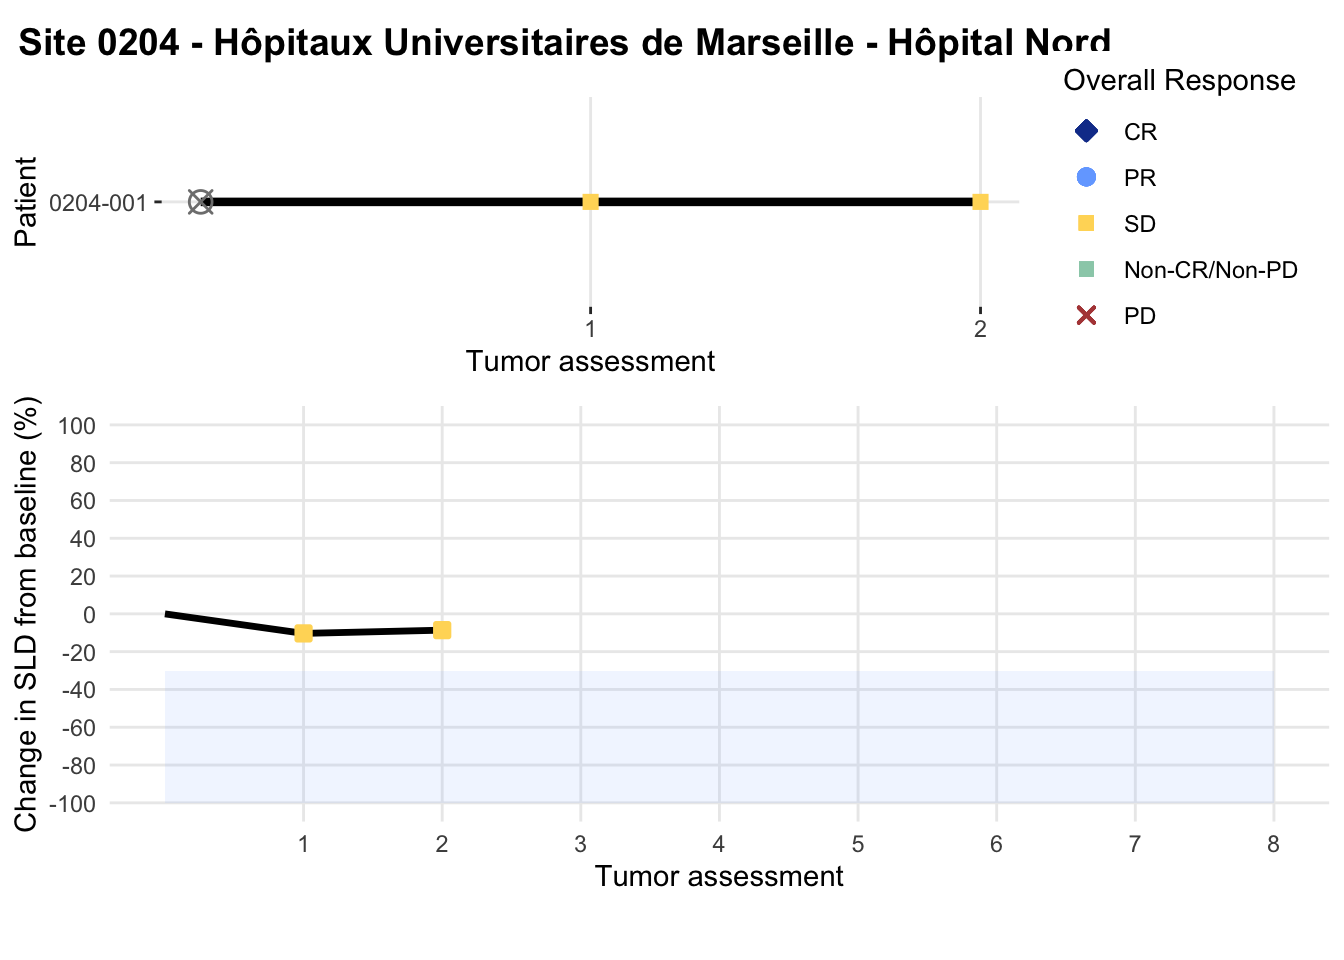 Site 0204 - Hôpitaux Universitaires de Marseille - Hôpital Nord
Overall Response
CR
PR
SD
Non-CR/Non-PD
PD
Patient
0204-001
1
2
Tumor assessment
Change in SLD from baseline (%)
100
80
60
40
20
0
-20
-40
-60
-80
-100
1
2
3
4
5
6
7
8
Tumor assessment